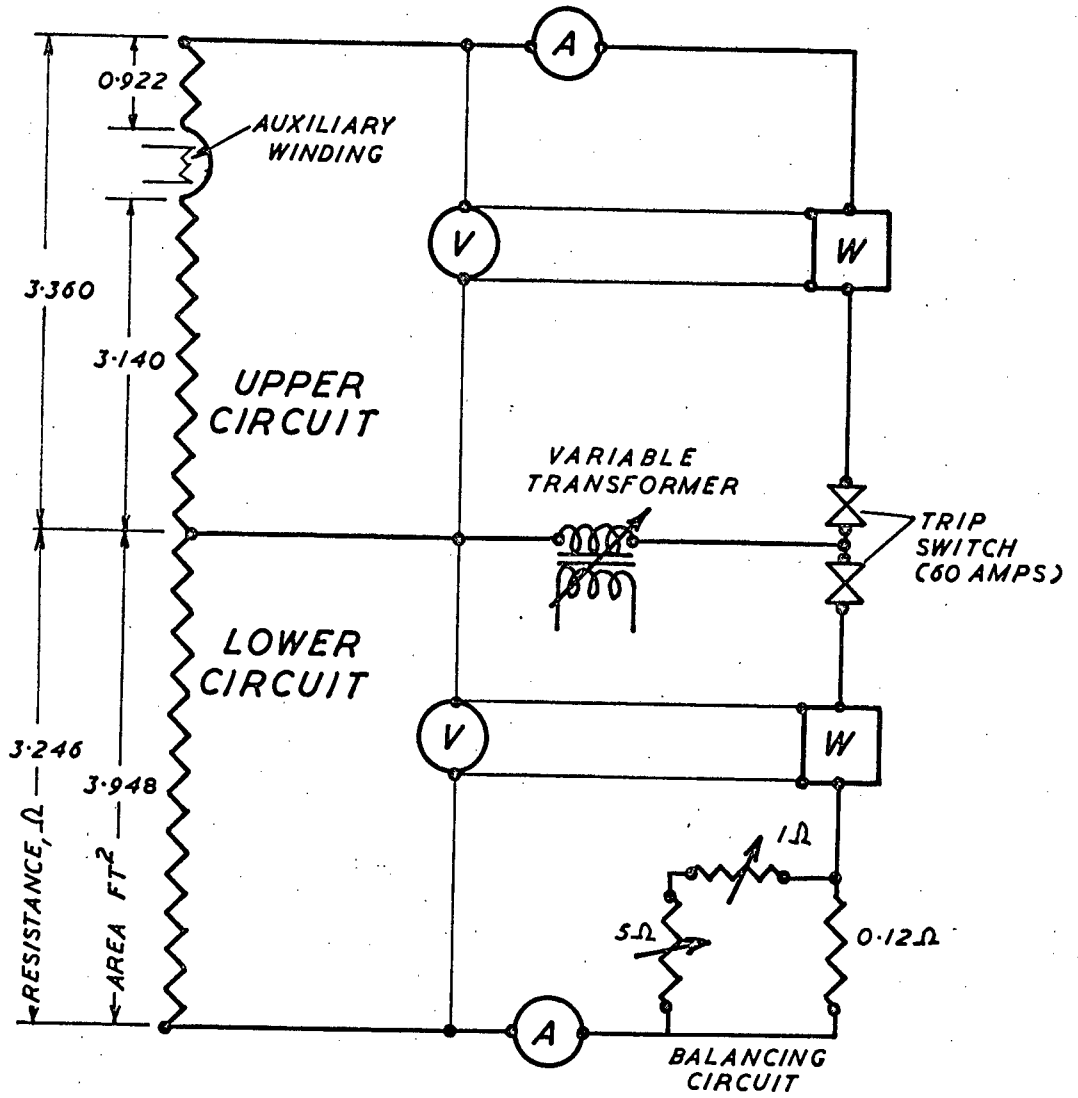 A
0.922
AUXILIARY
WINDING
V
W
3.360
3.140
UPPER
CIRCUIT
VARIABLE
TRANSFORMER
TRIP
SWITCH
(60 AMPS)
LOWER
CIRCUIT
3.246
3.948
V
W
1Ω
5Ω
0.12Ω
RESISTANCE, Ω
AREA FT²
A
BALANCING
CIRCUIT